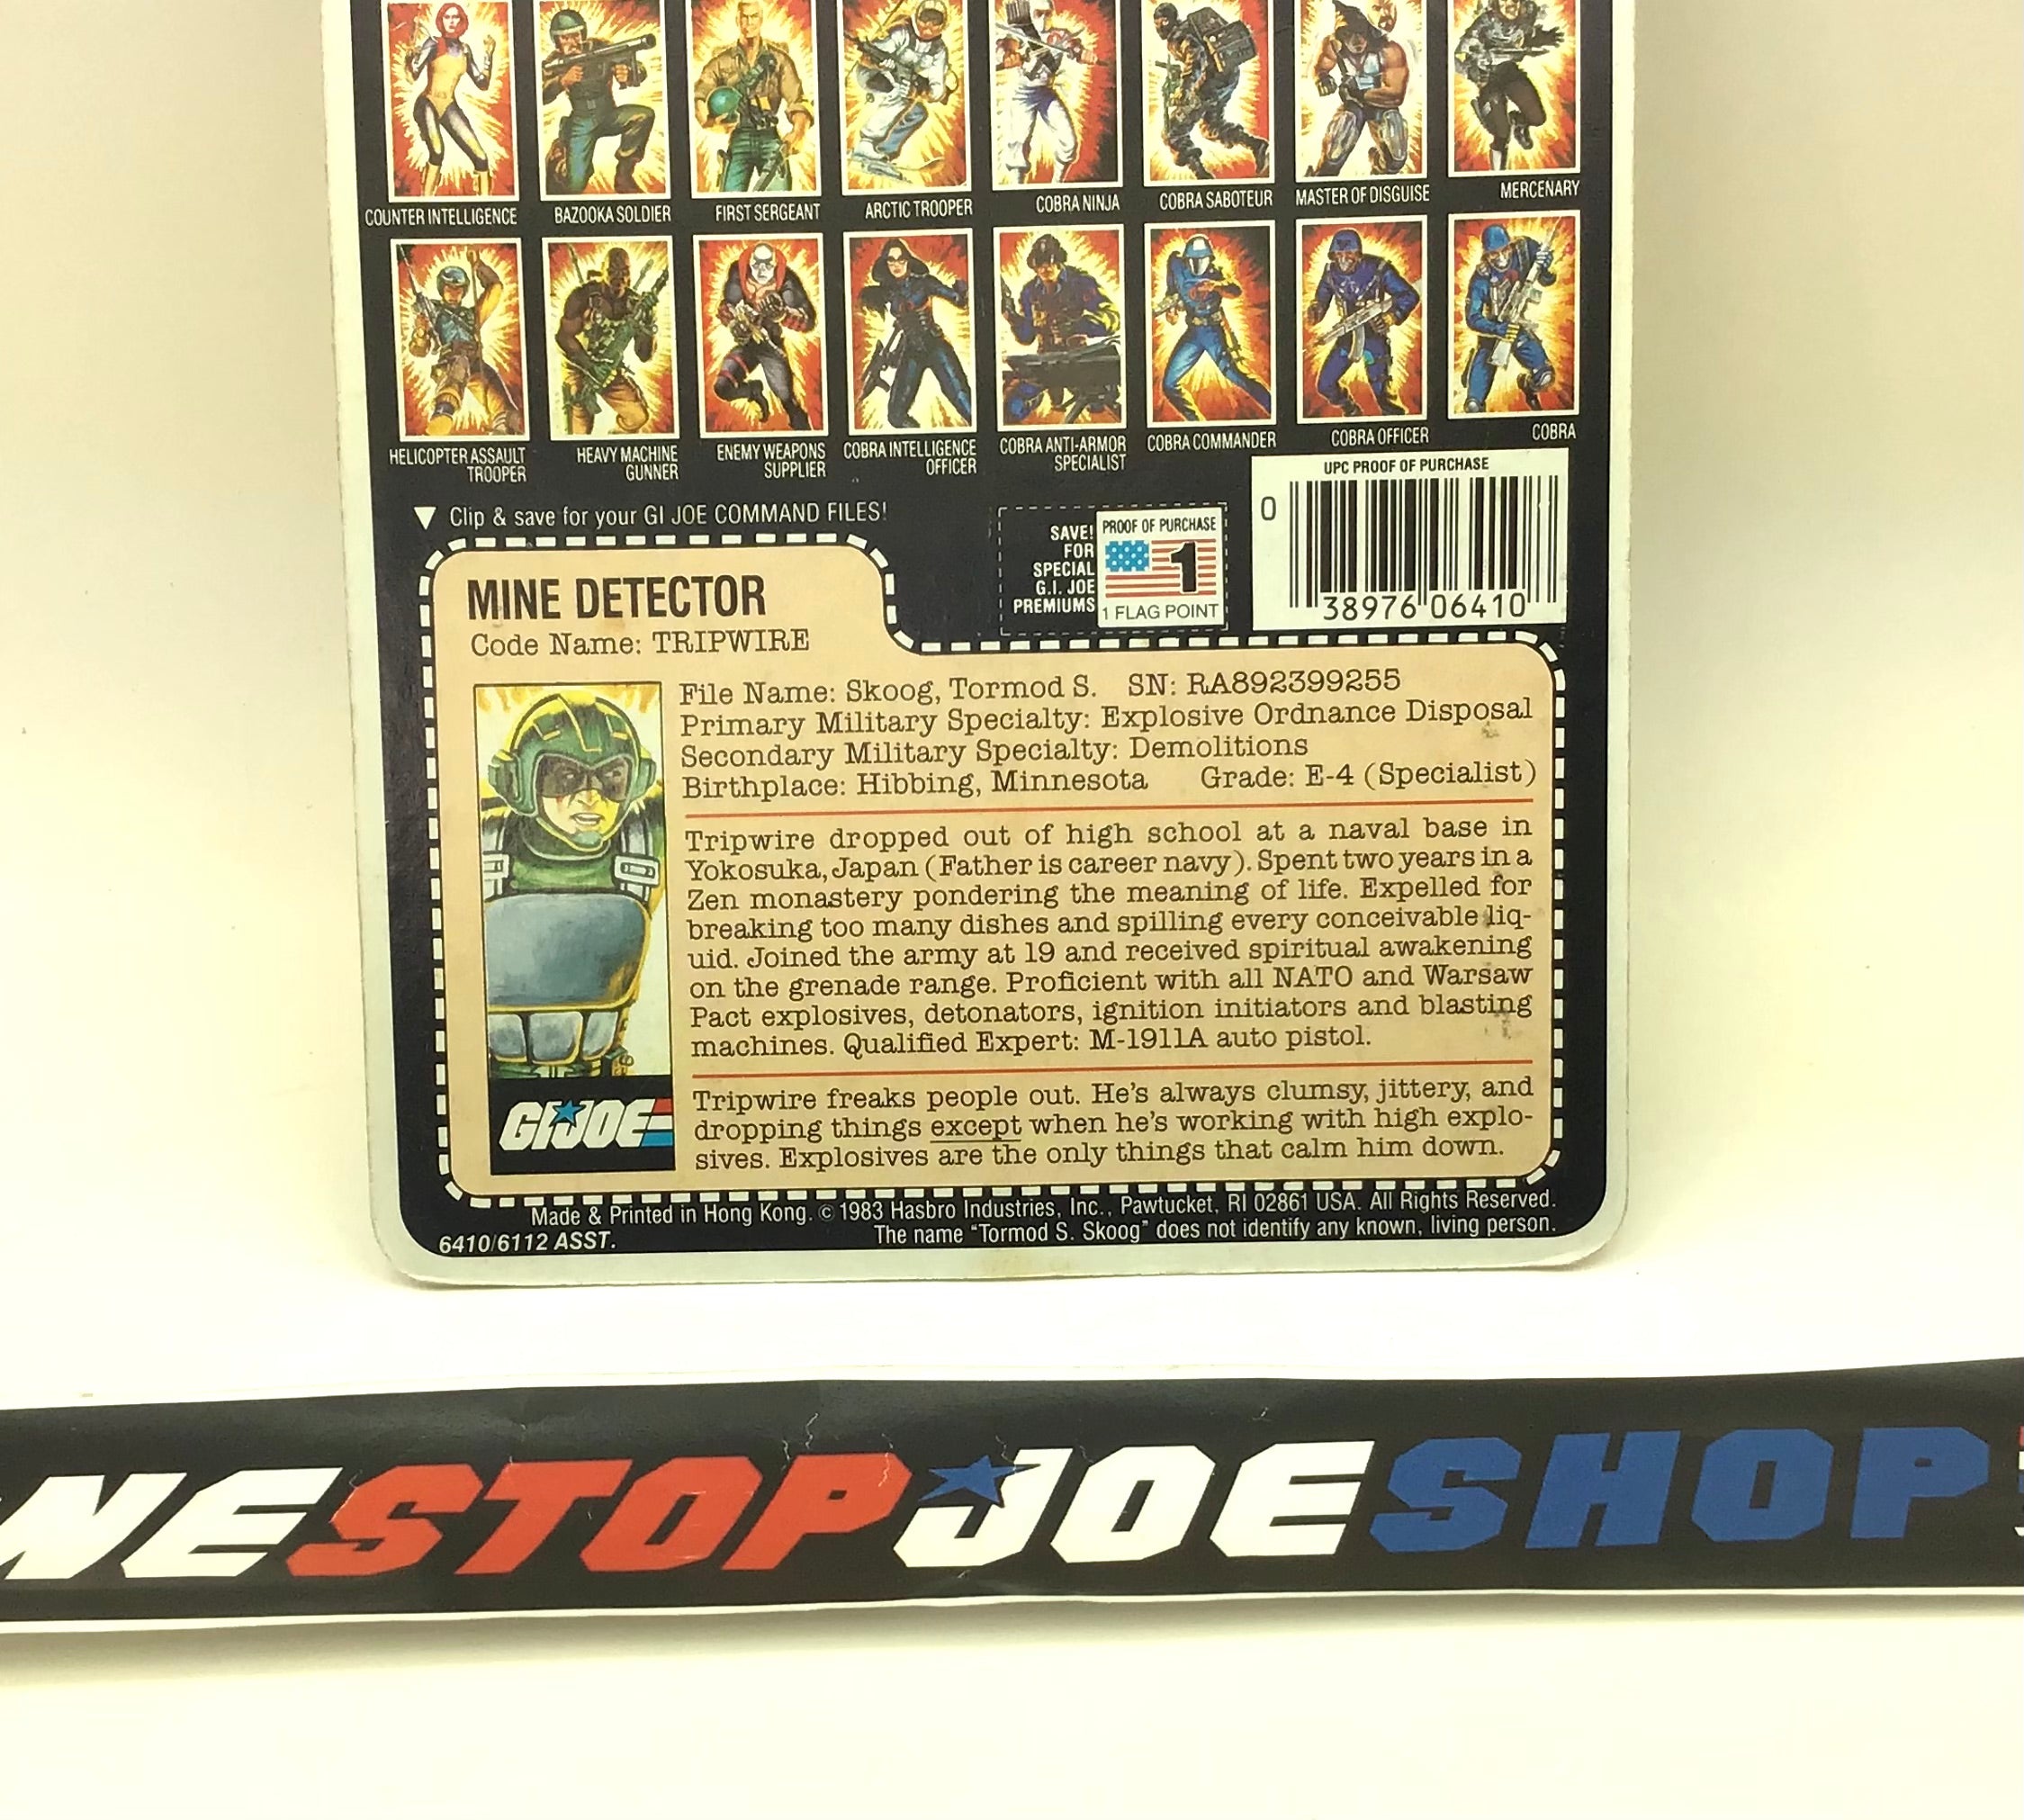 COUNTER INTELLIGENCE
BAZOOKA SOLDIER
FIRST SERGEANT
ARCTIC TROOPER
COBRA NINJA
COBRA SABOTEUR
MASTER OF DISGUISE
MERCENARY
HELICOPTER ASSAULT
TROOPER
HEAVY MACHINE
GUNNER
ENEMY WEAPONS
SUPPLIER
COBRA INTELLIGENCE
OFFICER
COBRA ANTI-ARMOR
SPECIALIST
COBRA COMMANDER
COBRA OFFICER
COBRA
▼ Clip & save for your GI JOE COMMAND FILES!
SAVE!
FOR
SPECIAL
G.I. JOE
PREMIUMS
PROOF OF PURCHASE
1
1 FLAG POINT
UPC PROOF OF PURCHASE
0 38976 06410
MINE DETECTOR
Code Name: TRIPWIRE
File Name: Skoog, Tormod S. SN: RA892399255
Primary Military Specialty: Explosive Ordnance Disposal
Secondary Military Specialty: Demolitions
Birthplace: Hibbing, Minnesota Grade: E-4 (Specialist)
Tripwire dropped out of high school at a naval base in
Yokosuka, Japan (Father is career navy). Spent two years in a
Zen monastery pondering the meaning of life. Expelled for
breaking too many dishes and spilling every conceivable liq-
uid. Joined the army at 19 and received spiritual awakening
on the grenade range. Proficient with all NATO and Warsaw
Pact explosives, detonators, ignition initiators and blasting
machines. Qualified Expert: M-1911A auto pistol.
Tripwire freaks people out. He's always clumsy, jittery, and
dropping things except when he's working with high explo-
sives. Explosives are the only things that calm him down.
GI JOE
Made & Printed in Hong Kong. © 1983 Hasbro Industries, Inc., Pawtucket, RI 02861 USA. All Rights Reserved.
6410/6112 ASST.
The name "Tormod S. Skoog" does not identify any known, living person.
NESTOPJOESHOP